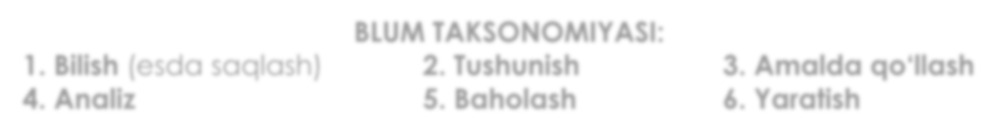 BLUM TAKSONOMIYASI:
1. Bilish (esda saqlash) 2. Tushunish 3. Amalda qo‘llash
4. Analiz 5. Baholash 6. Yaratish